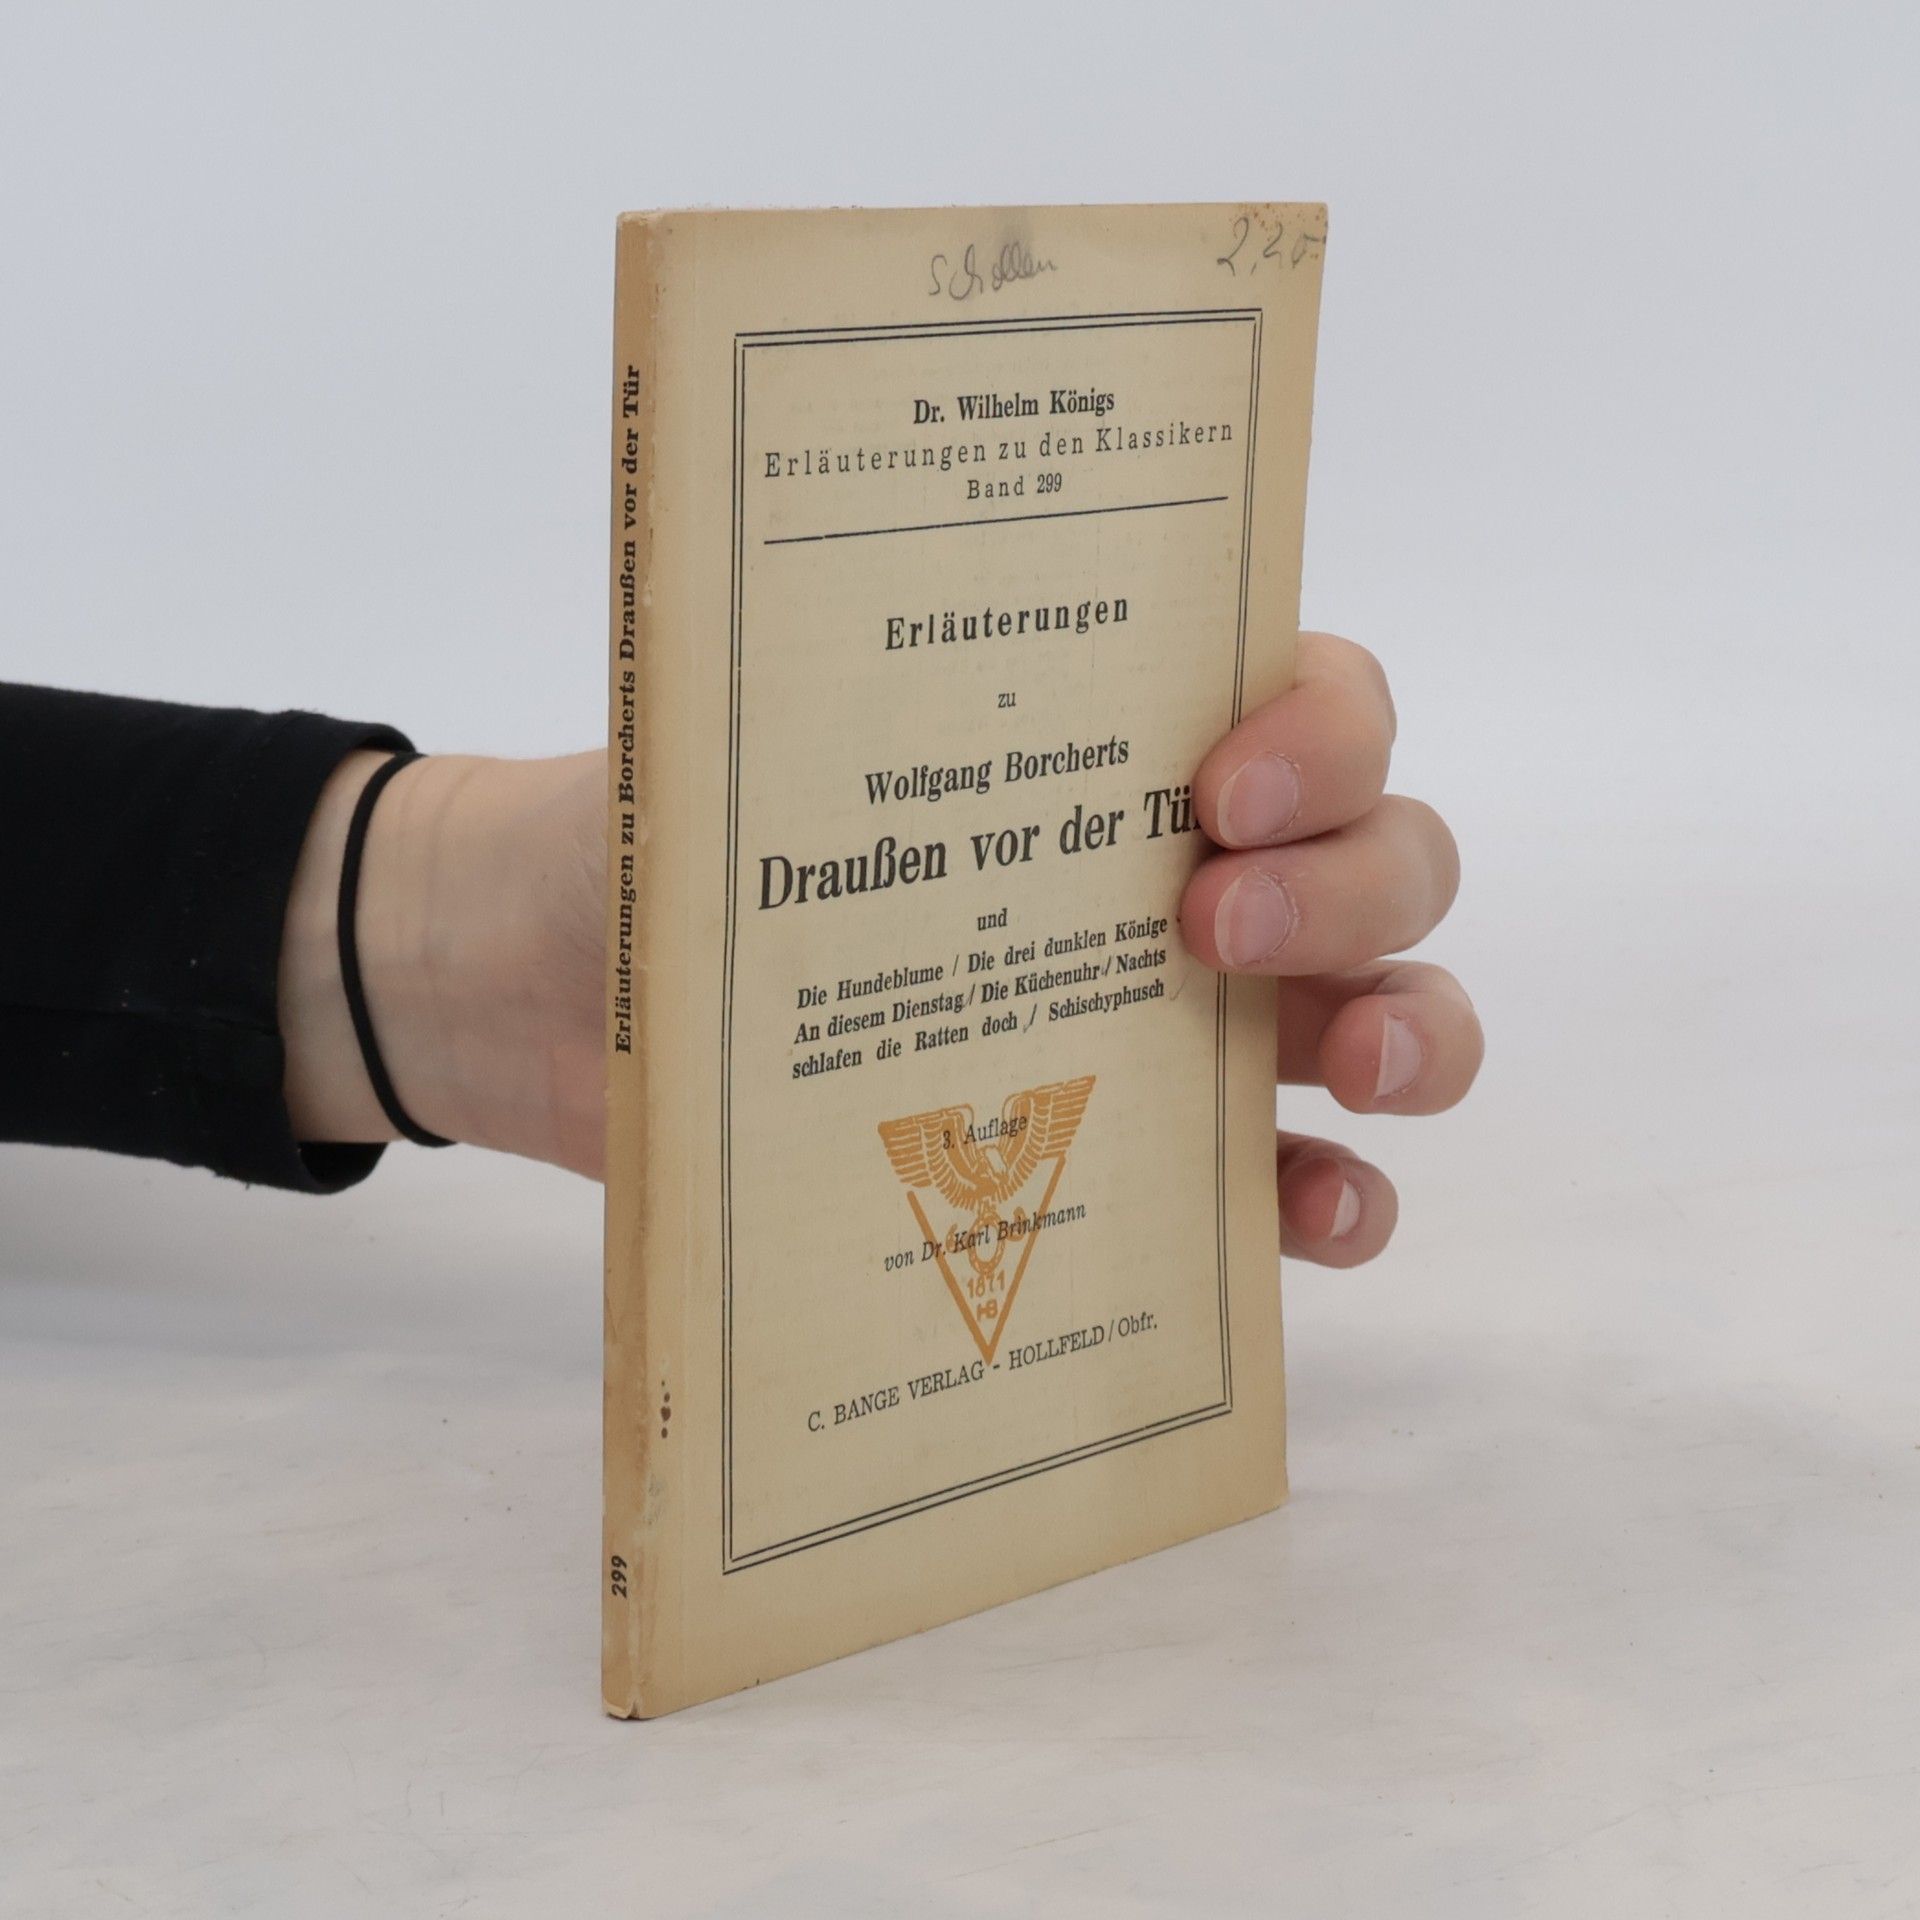 Schollen
2,20
Dr. Wilhelm Königs
Erläuterungen zu den Klassikern
Band 299
Erläuterungen
zu
Wolfgang Borcherts
Draußen vor der Tür
und
Die Hundeblume / Die drei dunklen Könige
An diesem Dienstag / Die Küchenuhr / Nachts
schlafen die Ratten doch / Schischyphusch
3. Auflage
von Dr. Karl Brinkmann
1871
HB
C. BANGE VERLAG - HOLLFELD/Obfr.
Erläuterungen zu Borcherts Draußen vor der Tür
299